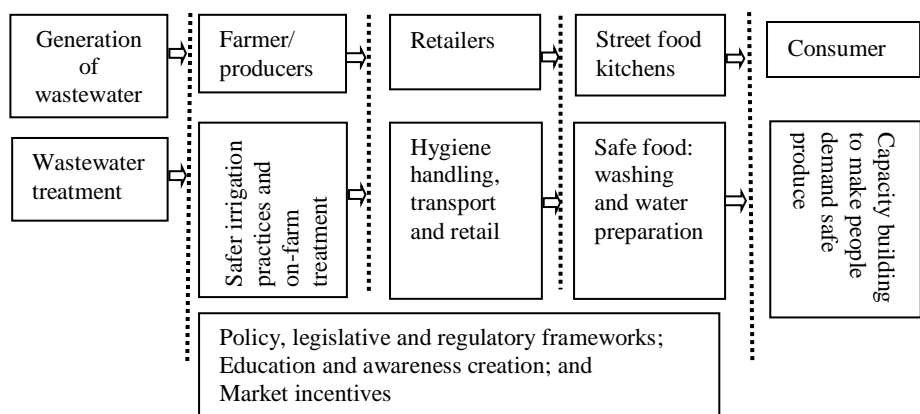 Generation
of
wastewater
Farmer/
producers
Retailers
Street food
kitchens
Consumer
Wastewater
treatment
Safer irrigation
practices and
on-farm
treatment
Hygiene
handling,
transport
and retail
Safe food:
washing
and water
preparation
Capacity building
to make people
demand safe
produce
Policy, legislative and regulatory frameworks;
Education and awareness creation; and
Market incentives